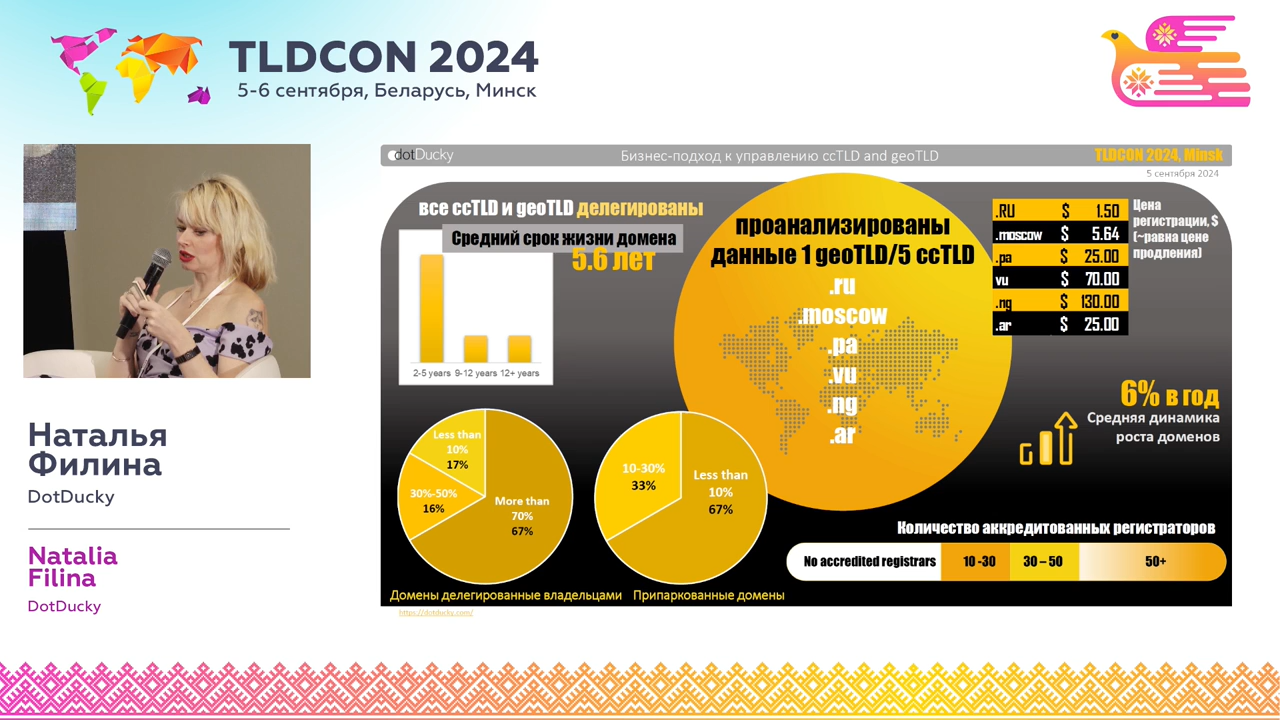 TLDCON 2024
5-6 сентября, Беларусь, Минск
dotDucky
Бизнес-подход к управлению ccTLD and geoTLD
TLDCON 2024, Minsk
5 сентября 2024
все ccTLD и geoTLD делегированы
Средний срок жизни домена
5.6 лет
2-5 years 9-12 years 12+ years
проанализированы
данные 1 geoTLD/5 ccTLD
.ru
.moscow
.pa
.vu
.ng
.ar
.RU $ 1.50
.moscow $ 5.64
.pa $ 25.00
vu $ 70.00
.ng $ 130.00
.ar $ 25.00
Цена
регистрации, $
(~равна цене
продления)
6% в год
Средняя динамика
роста доменов
Less than
10%
17%
30%-50%
16%
More than
70%
67%
Домены делегированные владельцами
10-30%
33%
Less than
10%
67%
Припаркованные домены
Количество аккредитованных регистраторов
No accredited registrars 10 -30 30 – 50 50+
https://dotducky.com/
Наталья
Филина
DotDucky
Natalia
Filina
DotDucky